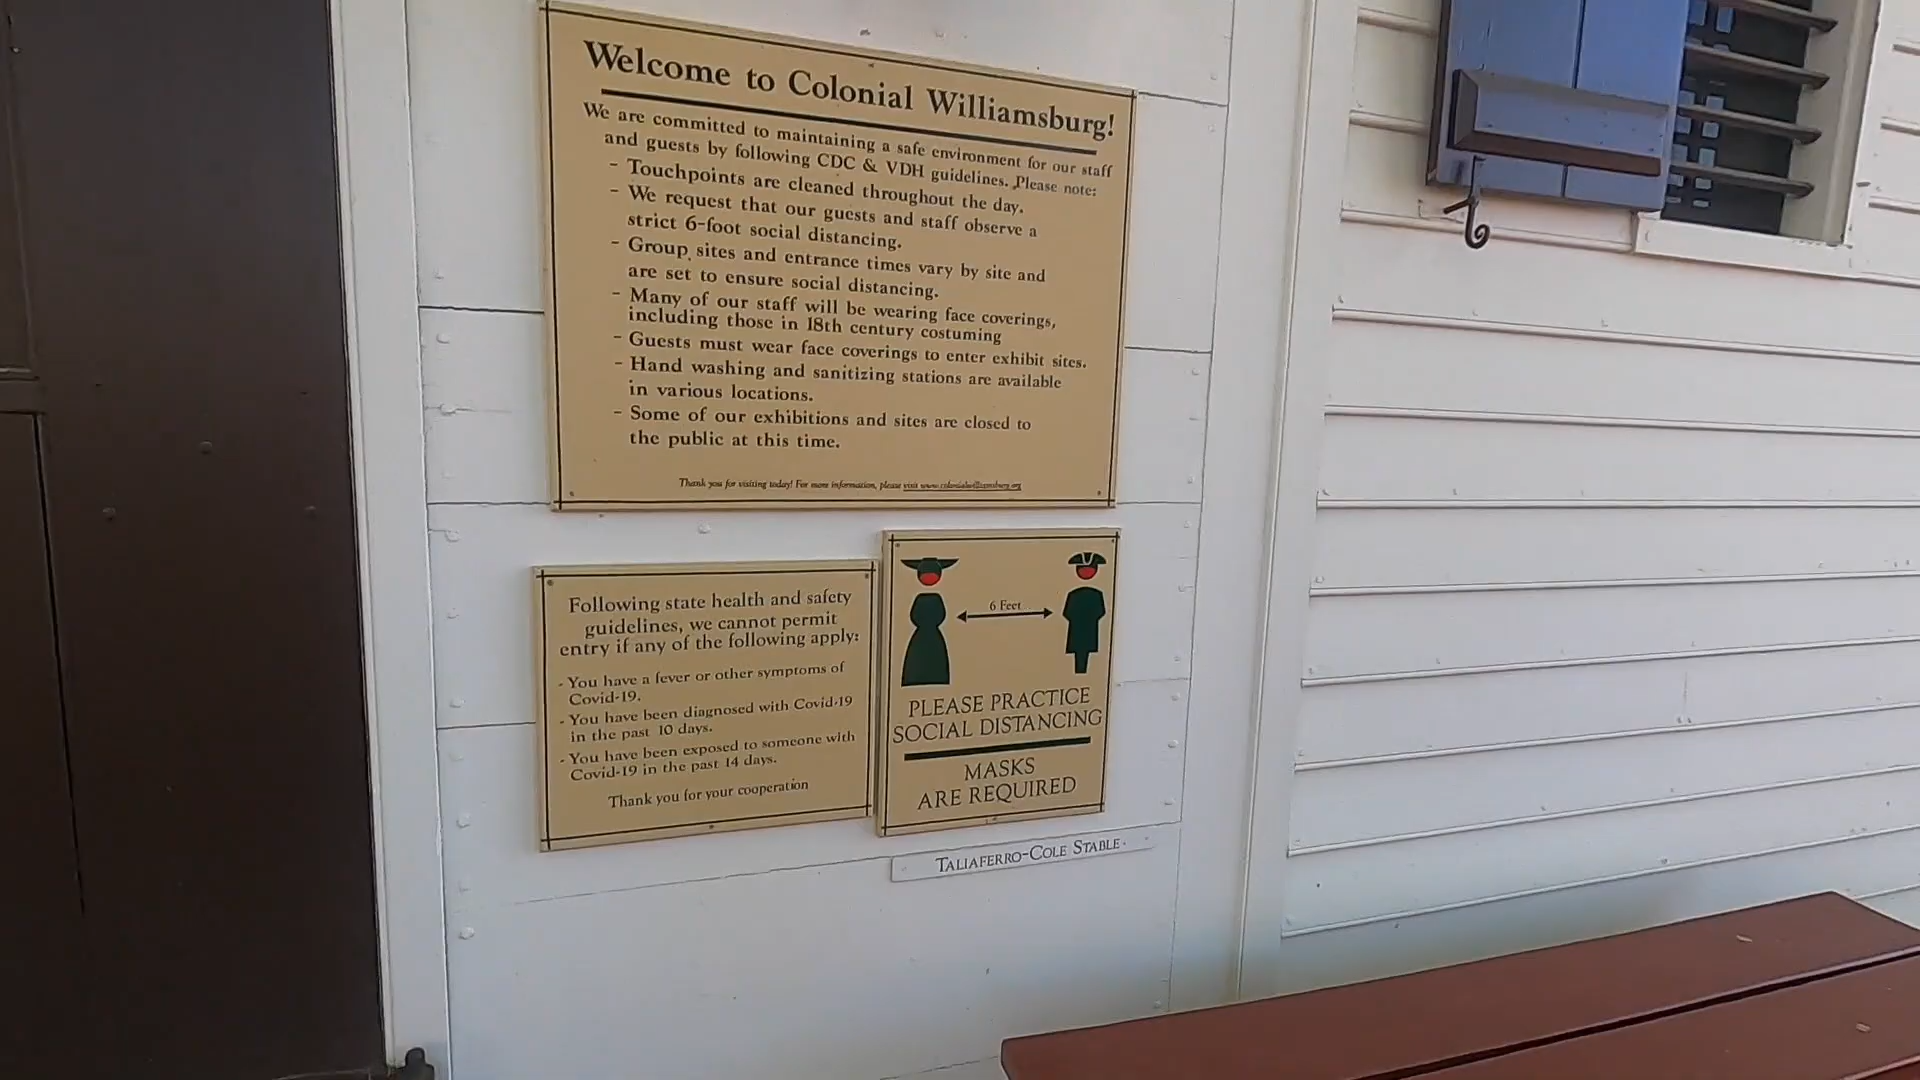 Welcome to Colonial Williamsburg!
We are committed to maintaining a safe environment for our staff
and guests by following CDC & VDH guidelines. Please note:
- Touchpoints are cleaned throughout the day.
- We request that our guests and staff observe a
strict 6-foot social distancing.
- Group sites and entrance times vary by site and
are set to ensure social distancing.
- Many of our staff will be wearing face coverings,
including those in 18th century costuming
- Guests must wear face coverings to enter exhibit sites.
- Hand washing and sanitizing stations are available
in various locations.
- Some of our exhibitions and sites are closed to
the public at this time.
Thank you for visiting today! For more information, please visit www.colonialwilliamsburg.org
Following state health and safety
guidelines, we cannot permit
entry if any of the following apply:
- You have a fever or other symptoms of
Covid-19.
- You have been diagnosed with Covid-19
in the past 10 days.
- You have been exposed to someone with
Covid-19 in the past 14 days.
Thank you for your cooperation
6 Feet
PLEASE PRACTICE
SOCIAL DISTANCING
MASKS
ARE REQUIRED
TALIAFERRO-COLE STABLE